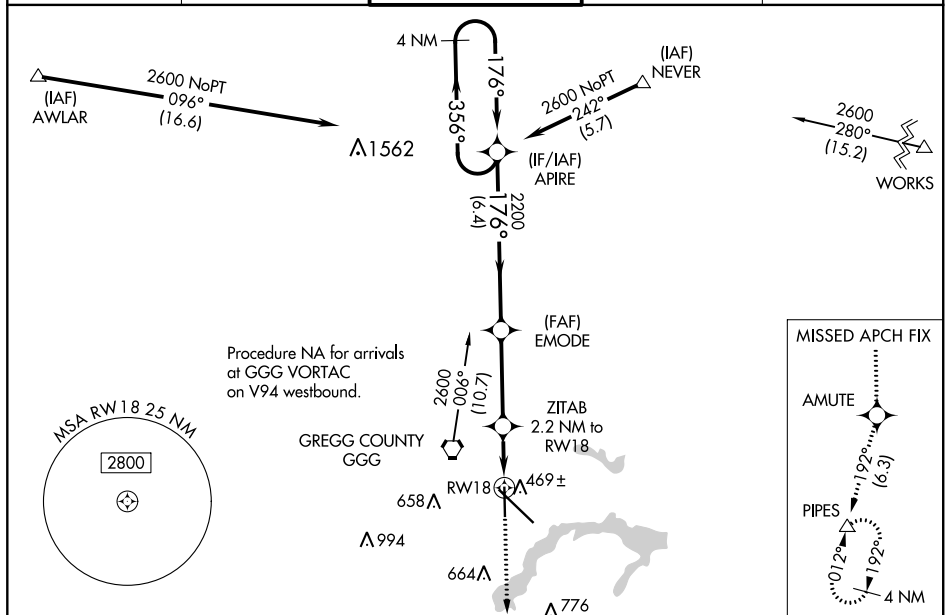 4 NM
176°
356°
(IAF)
AWLAR
2600 NoPT
096°
(16.6)
1562
(IAF)
NEVER
2600 NoPT
242°
(5.7)
(IF/IAF)
APIRE
2600
280°
(15.2)
WORKS
2200
176°
(6.4)
(FAF)
EMODE
Procedure NA for arrivals
at GGG VORTAC
on V94 westbound.
2600
006°
(10.7)
GREGG COUNTY
GGG
ZITAB
2.2 NM to
RW18
RW18
469±
658
994
664
776
MSA RW18 25 NM
2800
MISSED APCH FIX
AMUTE
192°
(6.3)
PIPES
012°
192°
4 NM